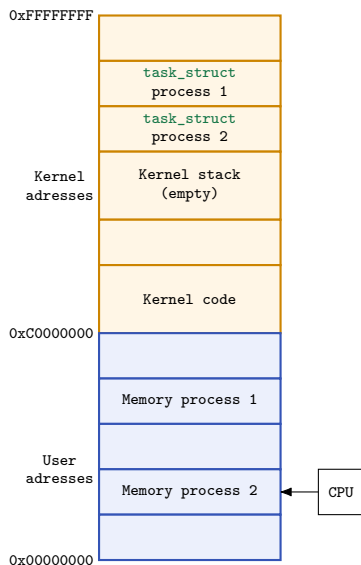 0xFFFFFFFF
task_struct
process 1
task_struct
process 2
Kernel
adresses
Kernel stack
(empty)
Kernel code
0xC0000000
Memory process 1
User
adresses
Memory process 2
CPU
0x00000000